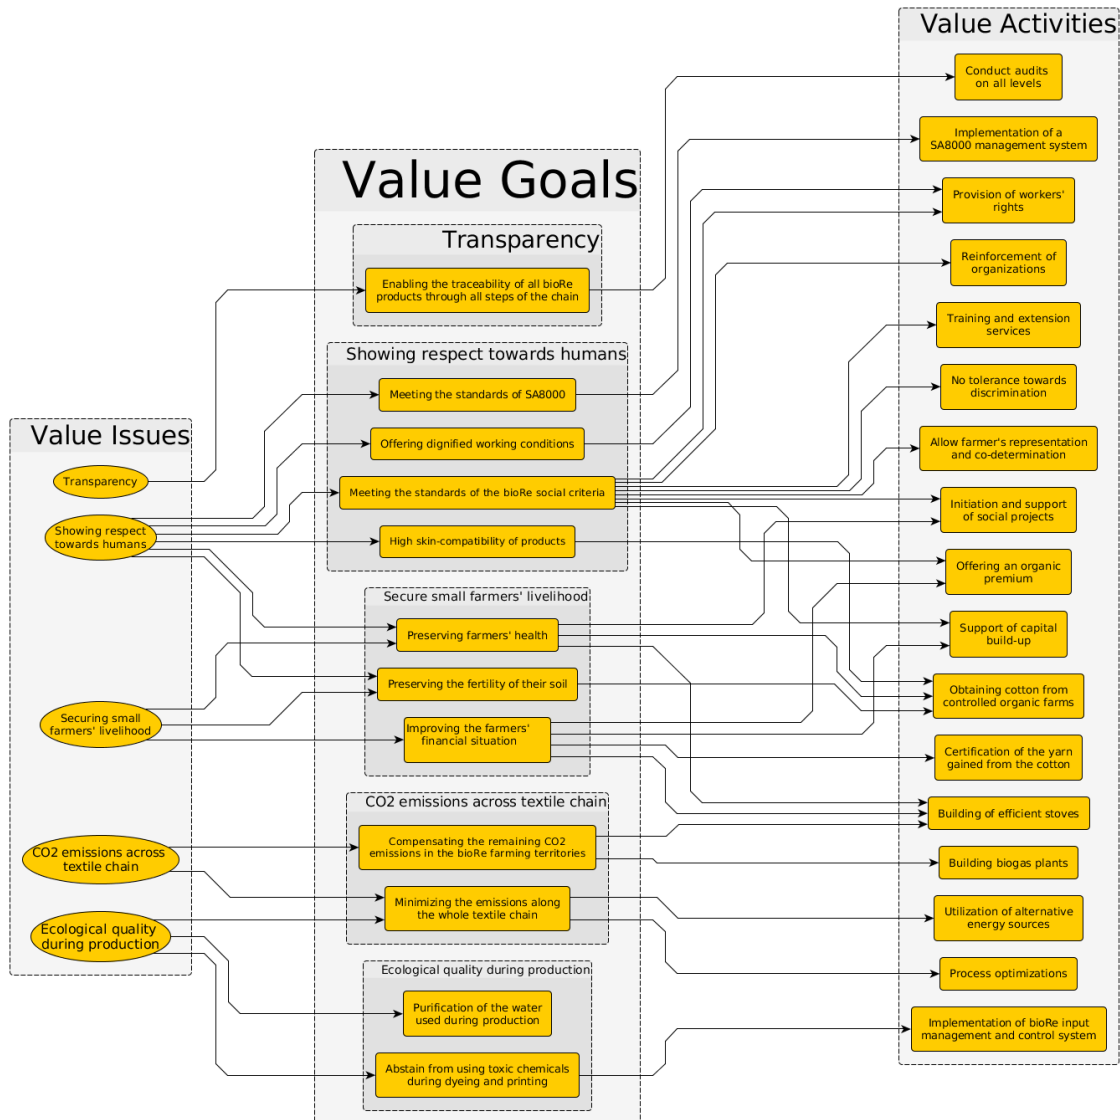 Value Issues
Transparency
Showing respect
towards humans
Securing small
farmers' livelihood
CO2 emissions across
textile chain
Ecological quality
during production
Value Goals
Transparency
Enabling the traceability of all bioRe
products through all steps of the chain
Showing respect towards humans
Meeting the standards of SA8000
Offering dignified working conditions
Meeting the standards of the bioRe social criteria
High skin-compatibility of products
Secure small farmers' livelihood
Preserving farmers' health
Preserving the fertility of their soil
Improving the farmers'
financial situation
CO2 emissions across textile chain
Compensating the remaining CO2
emissions in the bioRe farming territories
Minimizing the emissions along
the whole textile chain
Ecological quality during production
Purification of the water
used during production
Abstain from using toxic chemicals
during dyeing and printing
Value Activities
Conduct audits
on all levels
Implementation of a
SA8000 management system
Provision of workers'
rights
Reinforcement of
organizations
Training and extension
services
No tolerance towards
discrimination
Allow farmer's representation
and co-determination
Initiation and support
of social projects
Offering an organic
premium
Support of capital
build-up
Obtaining cotton from
controlled organic farms
Certification of the yarn
gained from the cotton
Building of efficient stoves
Building biogas plants
Utilization of alternative
energy sources
Process optimizations
Implementation of bioRe input
management and control system